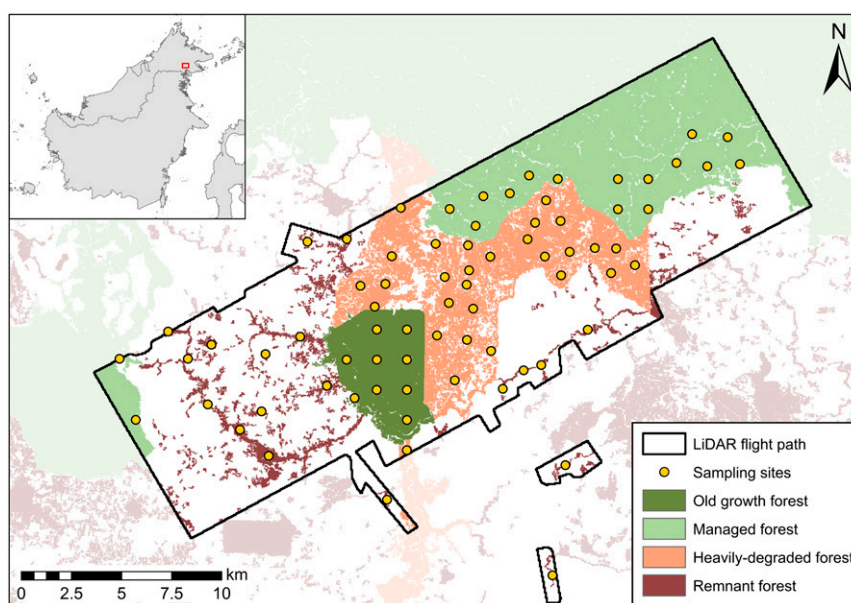 N
LiDAR flight path
Sampling sites
Old growth forest
Managed forest
Heavily-degraded forest
Remnant forest
km
0 2.5 5 7.5 10